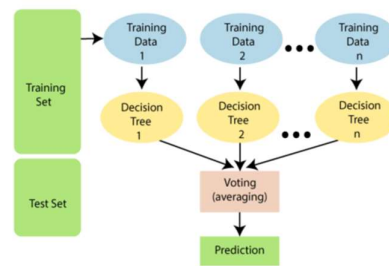 Training
Set
Training
Data
1
Training
Data
2
Training
Data
n
Decision
Tree
1
Decision
Tree
2
Decision
Tree
n
Test Set
Voting
(averaging)
Prediction